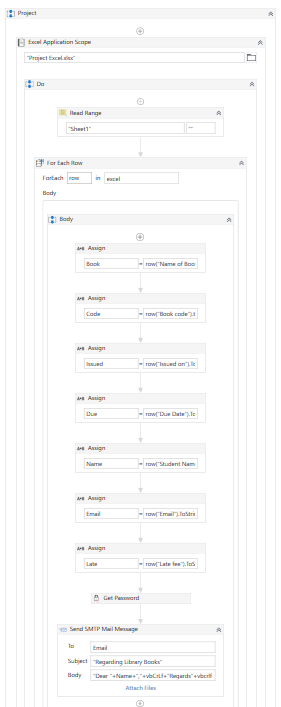 Project
Excel Application Scope
"Project Excel.xlsx"
Do
Read Range
"Sheet1" ""
For Each Row
ForEach row in excel
Body
Body
Assign
Book = row("Name of Boo
Assign
Code = row("Book code").t
Assign
Issued = row("Issued on").Tc
Assign
Due = row("Due Date").Tc
Assign
Name = row("Student Nam
Assign
Email = row("Email").ToStri
Assign
Late = row("Late fee").ToS
Get Password
Send SMTP Mail Message
To Email
Subject "Regarding Library Books"
Body "Dear "+Name+","+vbCrLf+"Regards"+vbcrlf
Attach Files